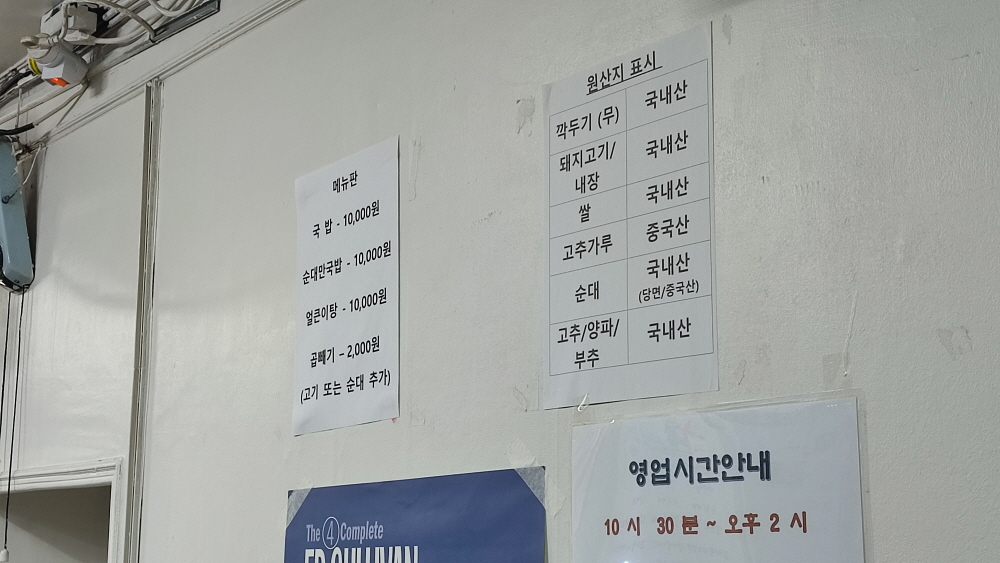 메뉴판
국 밥 - 10,000원
순대만국밥 - 10,000원
얼큰이탕 - 10,000원
곱빼기 – 2,000원
(고기 또는 순대 추가)
원산지 표시
깍두기 (무) 국내산
돼지고기/
내장 국내산
쌀 국내산
고추가루 중국산
순대 국내산
(당면/중국산)
고추/양파/
부추 국내산
영업시간안내
10 시 30 분 ~ 오후 2 시
The ④ Complete
ED SULLIVAN